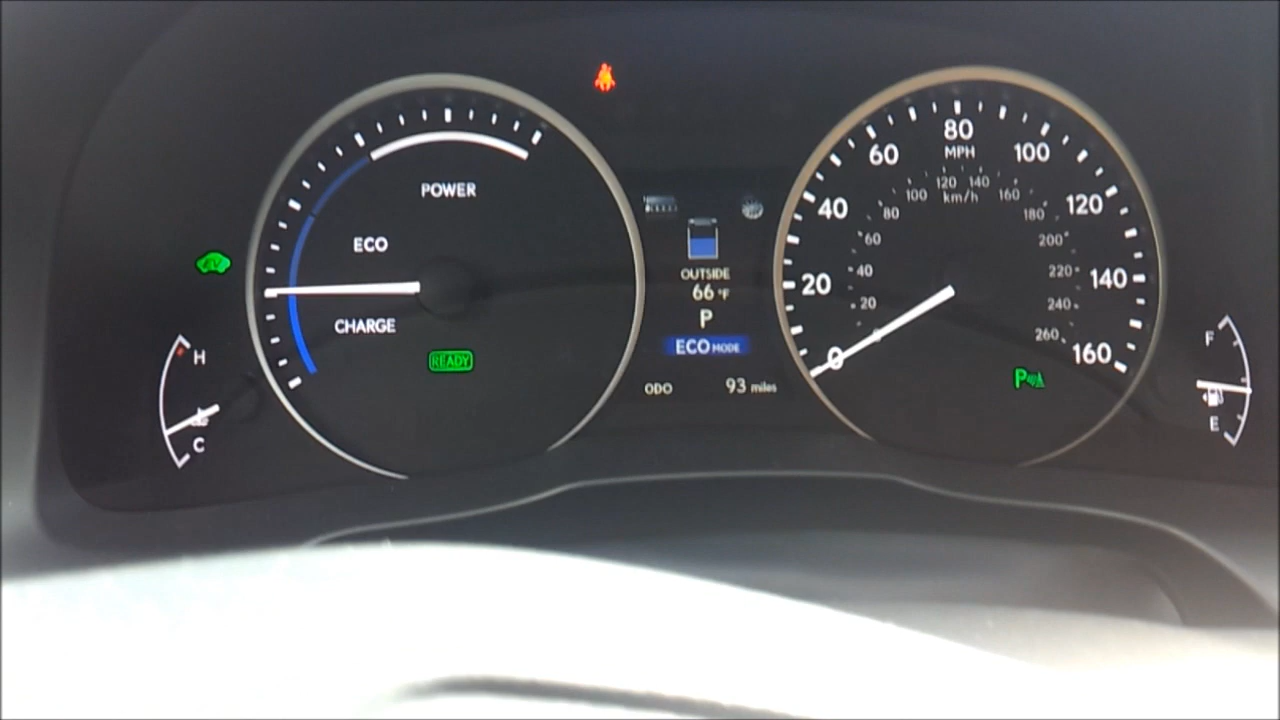 POWER
ECO
CHARGE
READY
EV
H
C
OUTSIDE
66 °F
P
ECO MODE
ODO 93 miles
0
20
40
60
80
100
120
140
160
MPH
km/h
20
40
60
80
100
120
140
160
180
200
220
240
260
P
F
E